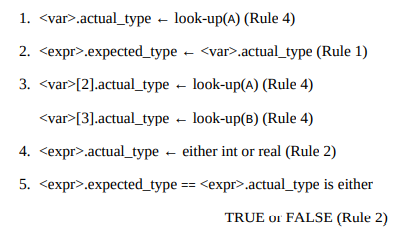 1. <var>.actual_type ← look-up(A) (Rule 4)
2. <expr>.expected_type ← <var>.actual_type (Rule 1)
3. <var>[2].actual_type ← look-up(A) (Rule 4)
<var>[3].actual_type ← look-up(B) (Rule 4)
4. <expr>.actual_type ← either int or real (Rule 2)
5. <expr>.expected_type == <expr>.actual_type is either
TRUE or FALSE (Rule 2)